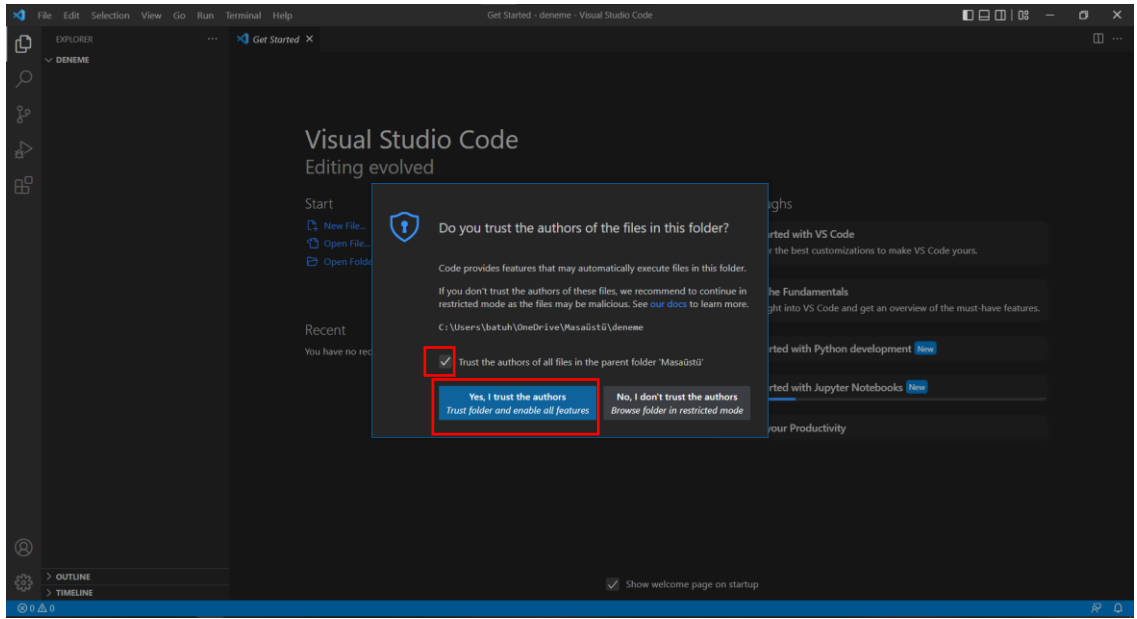 File Edit Selection View Go Run Terminal Help
Get Started - deneme - Visual Studio Code
EXPLORER
Get Started
DENEME
Visual Studio Code
Editing evolved
Start
New File...
Open File...
Open Folde
Recent
You have no rec
Do you trust the authors of the files in this folder?
Code provides features that may automatically execute files in this folder.
If you don't trust the authors of these files, we recommend to continue in
restricted mode as the files may be malicious. See our docs to learn more.
C:\Users\batuh\OneDrive\Masaüstü\deneme
Trust the authors of all files in the parent folder 'Masaüstü'
Yes, I trust the authors
Trust folder and enable all features
No, I don't trust the authors
Browse folder in restricted mode
ughs
rted with VS Code
r the best customizations to make VS Code yours.
he Fundamentals
ght into VS Code and get an overview of the must-have features.
rted with Python development New
rted with Jupyter Notebooks New
your Productivity
Show welcome page on startup
OUTLINE
TIMELINE
0 0